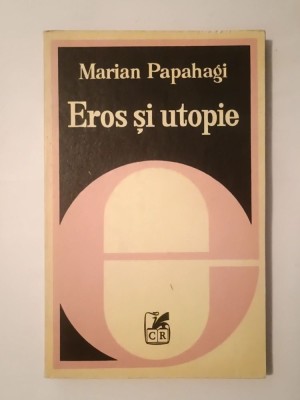 Marian Papahagi
Eros și utopie
e
CR